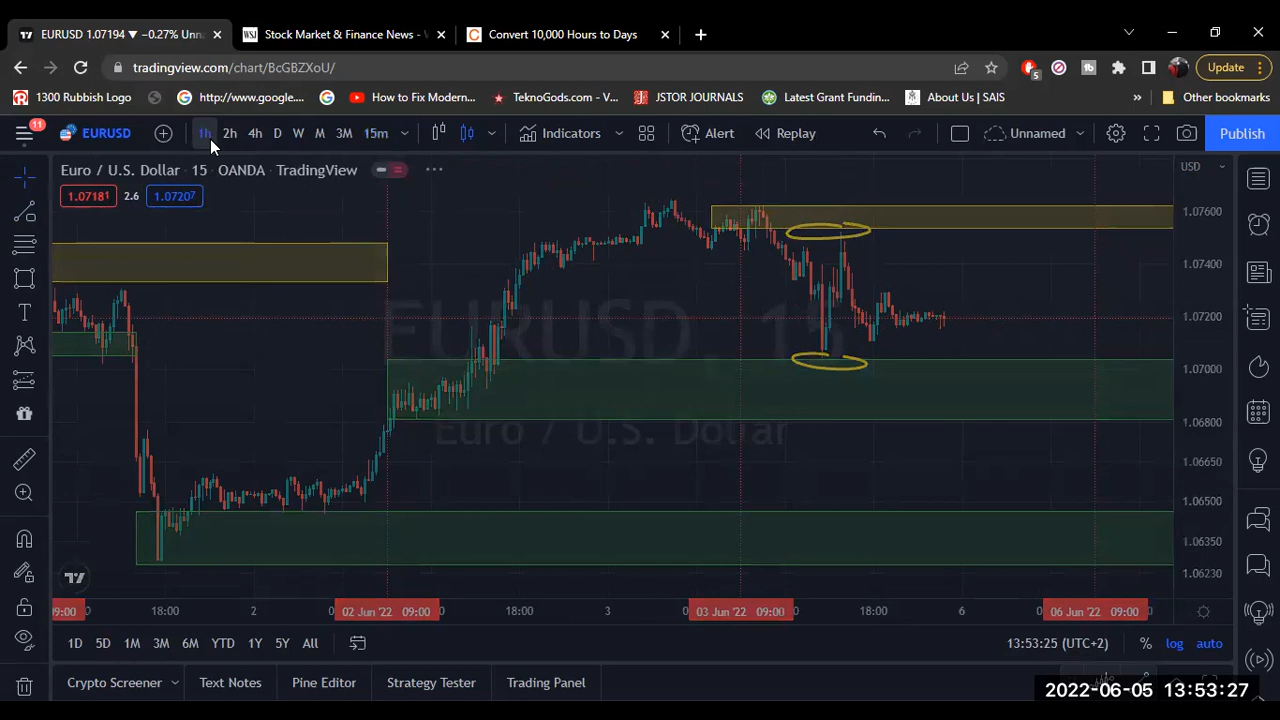 EURUSD 1.07194 ▼ −0.27% Unna
WSJ Stock Market & Finance News -
C Convert 10,000 Hours to Days
tradingview.com/chart/BcGBZXoU/
5
Update
1300 Rubbish Logo
http://www.google....
How to Fix Modern...
TeknoGods.com - V...
JSTOR JOURNALS
Latest Grant Fundin...
About Us | SAIS
»
Other bookmarks
11
EURUSD
1h 2h 4h D W M 3M 15m
Indicators
Alert
Replay
Unnamed
Publish
Euro / U.S. Dollar · 15 · OANDA · TradingView
USD
1.07181 2.6 1.07207
EURUSD, 15
Euro / U.S. Dollar
1.07600
1.07400
1.07200
1.07000
1.06800
1.06650
1.06500
1.06350
1.06230
09:00 18:00 2 02 Jun '22 09:00 18:00 3 03 Jun '22 09:00 18:00 6 06 Jun '22 09:00
1D 5D 1M 3M 6M YTD 1Y 5Y All
13:53:25 (UTC+2) % log auto
Crypto Screener Text Notes Pine Editor Strategy Tester Trading Panel
2022-06-05 13:53:27